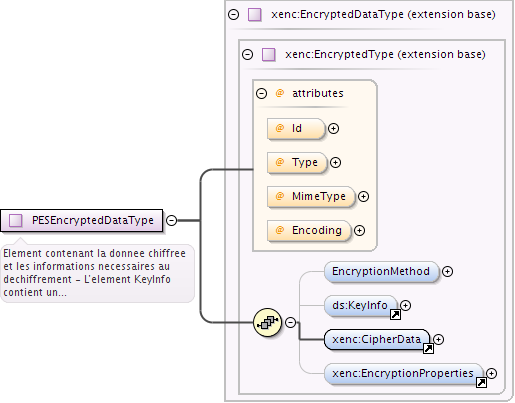 xenc:EncryptedDataType (extension base)
xenc:EncryptedType (extension base)
@ attributes
@ Id
@ Type
@ MimeType
@ Encoding
PESEncryptedDataType
Element contenant la donnee chiffree
et les informations necessaires au
dechiffrement - L'element KeyInfo
contient un...
EncryptionMethod
ds:KeyInfo
xenc:CipherData
xenc:EncryptionProperties